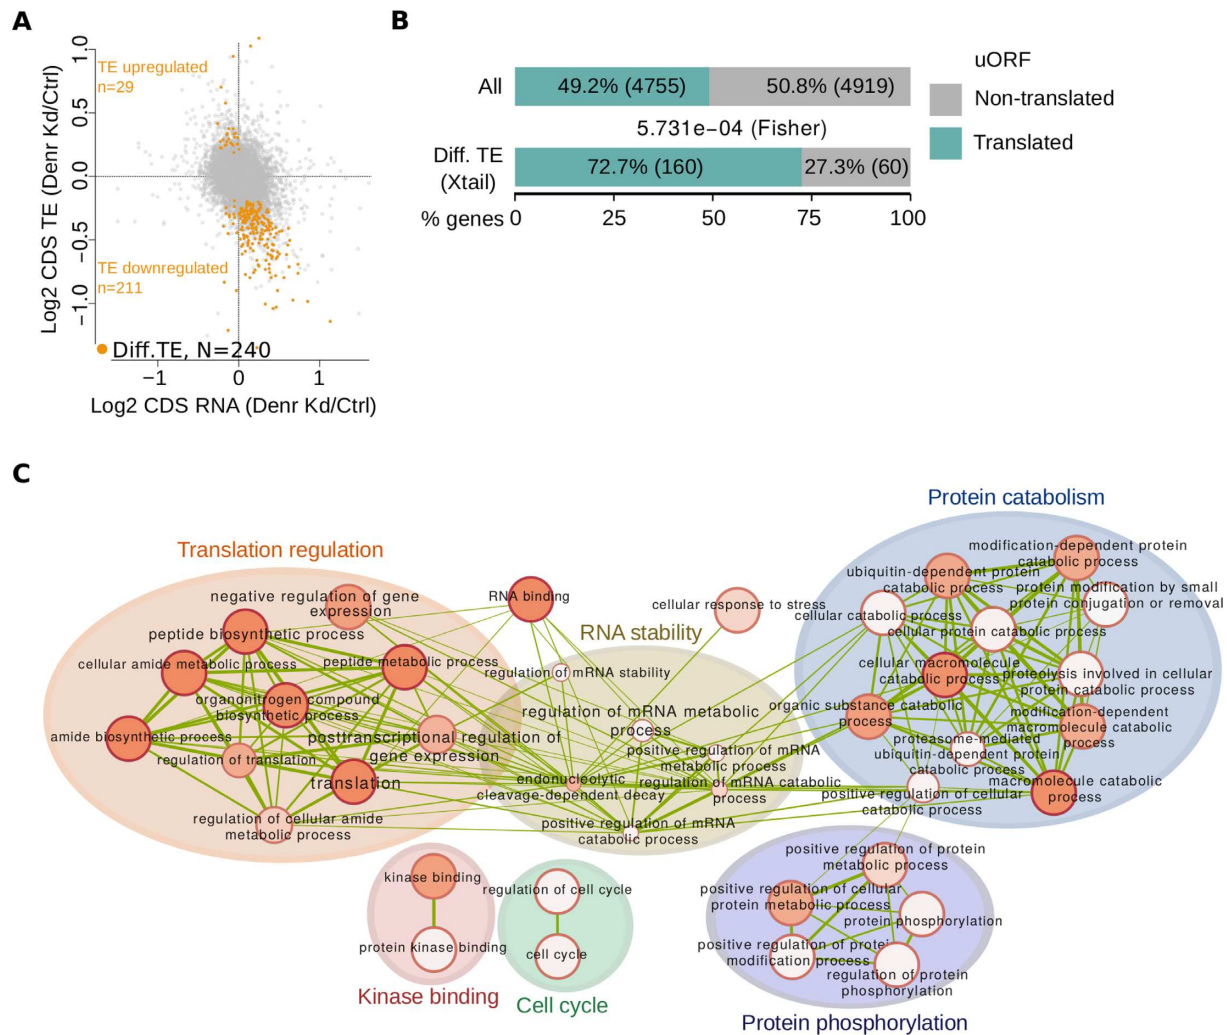 A
TE upregulated
n=29
TE downregulated
n=211
Diff.TE, N=240
1.0
0.5
0.0
−0.5
−1.0
Log2 CDS TE (Denr Kd/Ctrl)
−1 0 1
Log2 CDS RNA (Denr Kd/Ctrl)
B
All
49.2% (4755)
50.8% (4919)
5.731e−04 (Fisher)
Diff. TE
(Xtail)
72.7% (160)
27.3% (60)
% genes 0 25 50 75 100
uORF
Non-translated
Translated
C
Translation regulation
negative regulation of gene
expression
peptide biosynthetic process
cellular amide metabolic process
peptide metabolic process
organonitrogen compound
biosynthetic process
amide biosynthetic process
posttranscriptional regulation of
gene expression
regulation of translation
translation
regulation of cellular amide
metabolic process
RNA binding
cellular response to stress
RNA stability
regulation of mRNA stability
regulation of mRNA metabolic
process
positive regulation of mRNA
metabolic process
endonucleolytic
cleavage-dependent decay
regulation of mRNA catabolic
process
positive regulation of mRNA
catabolic process
Protein catabolism
modification-dependent protein
catabolic process
ubiquitin-dependent protein
catabolic process
protein modification by small
protein conjugation or removal
cellular catabolic process
cellular protein catabolic process
cellular macromolecule
catabolic process
proteolysis involved in cellular
protein catabolic process
organic substance catabolic
process
modification-dependent
macromolecule catabolic
process
proteasome-mediated
ubiquitin-dependent protein
catabolic process
macromolecule catabolic
process
positive regulation of cellular
catabolic process
kinase binding
protein kinase binding
Kinase binding
regulation of cell cycle
cell cycle
Cell cycle
positive regulation of protein
metabolic process
positive regulation of cellular
protein metabolic process
protein phosphorylation
positive regulation of protein
modification process
regulation of protein
phosphorylation
Protein phosphorylation